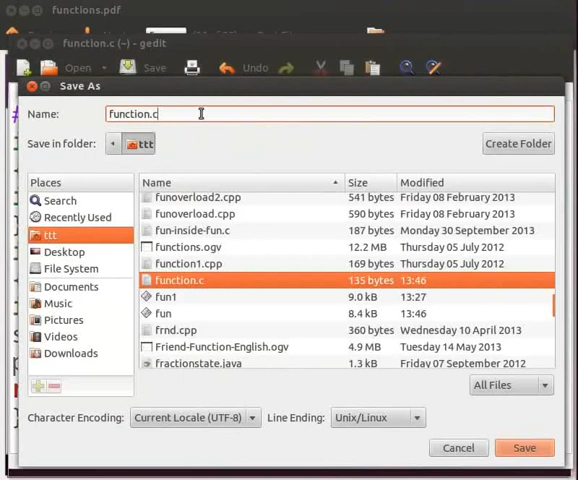 functions.pdf
function.c (~) - gedit
Open Save Undo
Save As
Name: function.c
Save in folder: ttt Create Folder
Places Name Size Modified
Search funoverload2.cpp 541 bytes Friday 08 February 2013
Recently Used funoverload.cpp 590 bytes Friday 08 February 2013
fun-inside-fun.c 187 bytes Monday 30 September 2013
ttt functions.ogv 12.2 MB Thursday 05 July 2012
Desktop function1.cpp 169 bytes Thursday 05 July 2012
File System function.c 135 bytes 13:46
Documents fun1 9.0 kB 13:27
Music fun 8.4 kB 13:46
Pictures frnd.cpp 360 bytes Wednesday 10 April 2013
Videos Friend-Function-English.ogv 4.9 MB Tuesday 14 May 2013
Downloads fractionstate.java 849 bytes Friday 07 September 2012
All Files
Character Encoding: Current Locale (UTF-8) Line Ending: Unix/Linux
Cancel Save